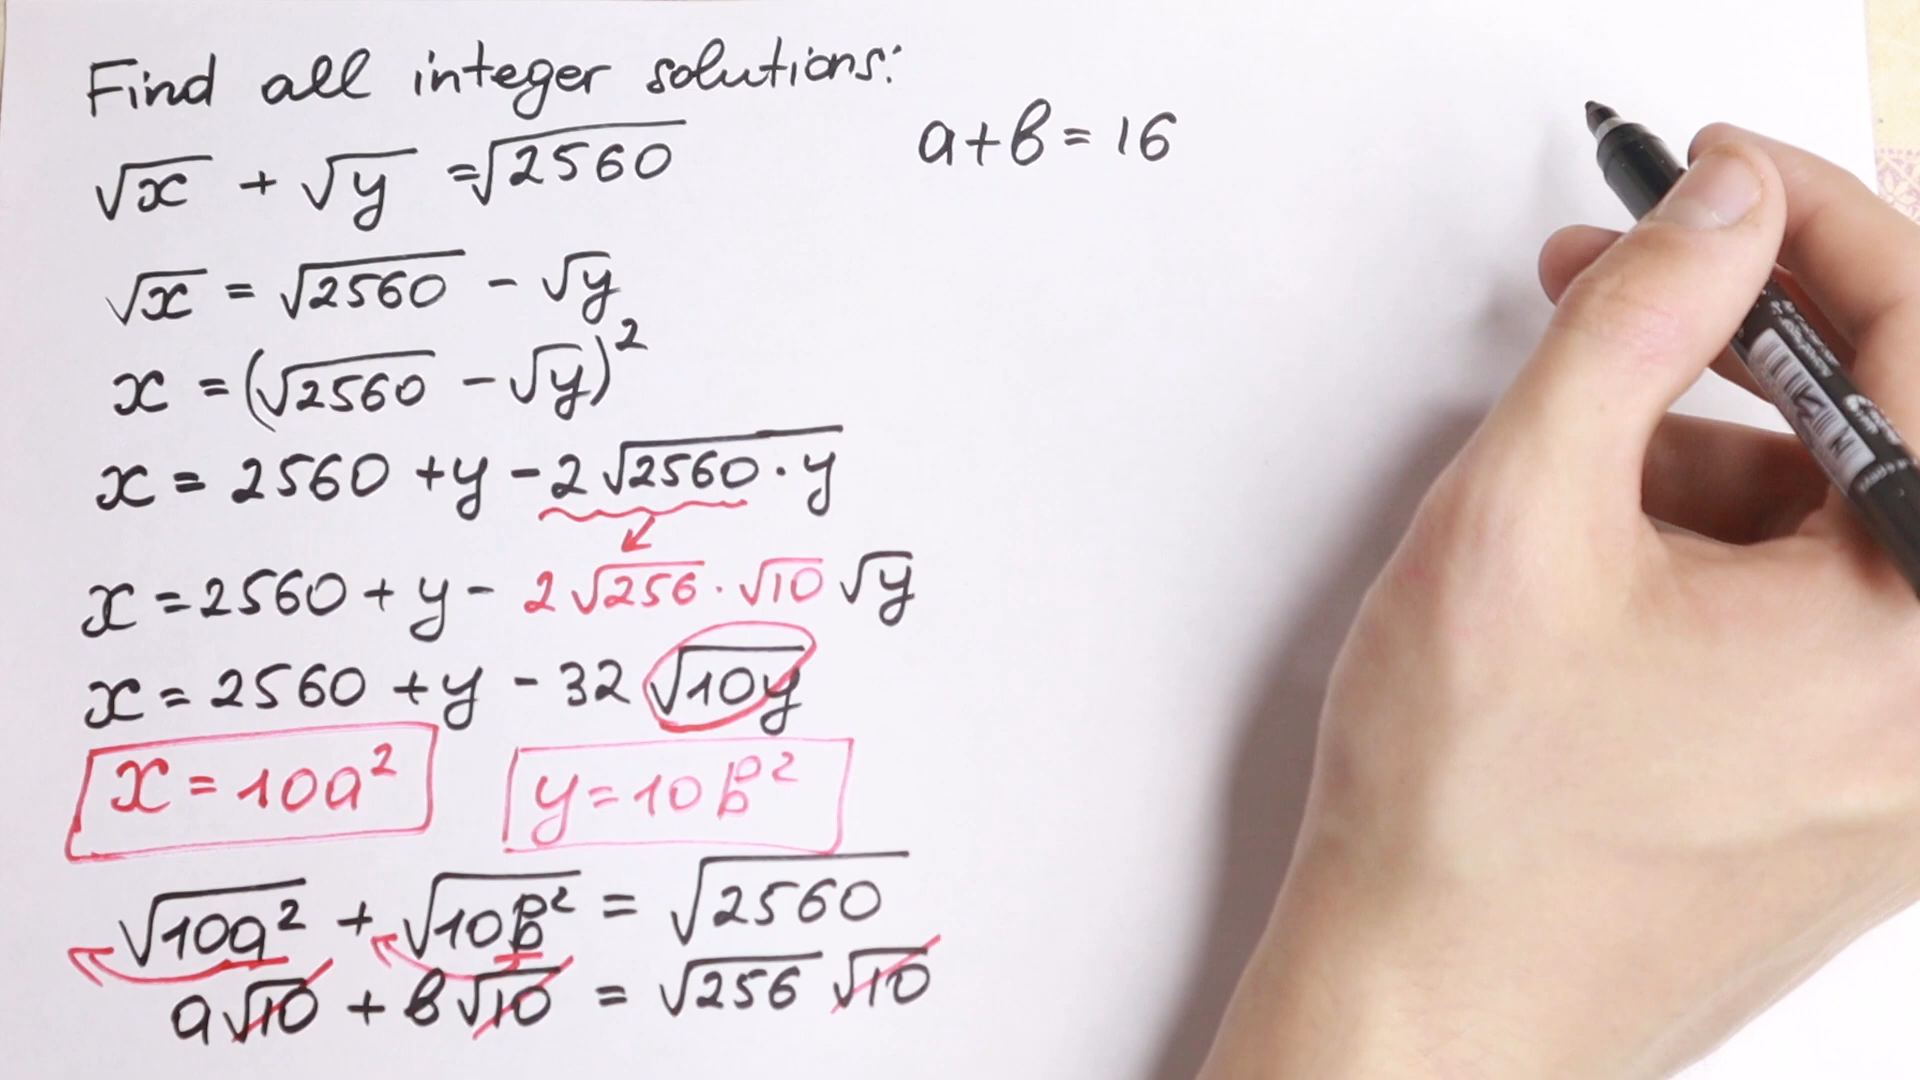 Find all integer solutions:
√x + √y = √2560
√x = √2560 - √y
x = (√2560 - √y)²
x = 2560 + y - 2√2560·y
x = 2560 + y - 2√256·√10 √y
x = 2560 + y - 32√10y
x = 10a² y = 10b²
√10a² + √10b² = √2560
a√10 + b√10 = √256 √10
a + b = 16